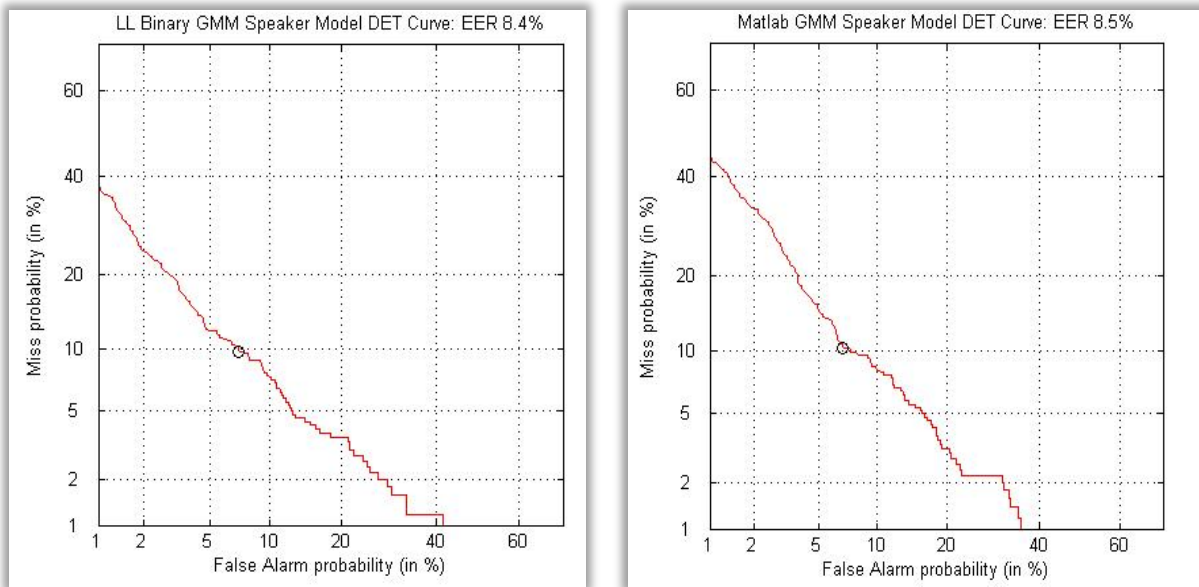 LL Binary GMM Speaker Model DET Curve: EER 8.4%
60
40
20
10
5
2
1
Miss probability (in %)
1 2 5 10 20 40 60
False Alarm probability (in %)
Matlab GMM Speaker Model DET Curve: EER 8.5%
60
40
20
10
5
2
1
Miss probability (in %)
1 2 5 10 20 40 60
False Alarm probability (in %)